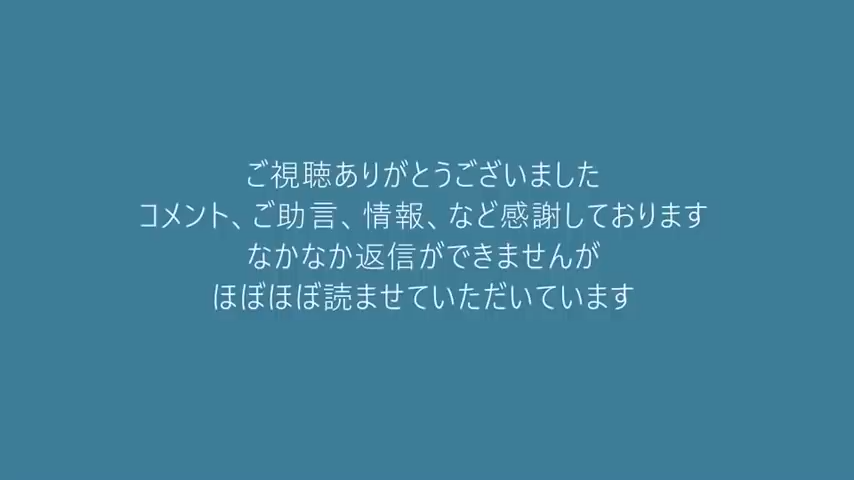 ご視聴ありがとうございました
コメント、ご助言、情報、など感謝しております
なかなか返信ができませんが
ほぼほぼ読ませていただいています